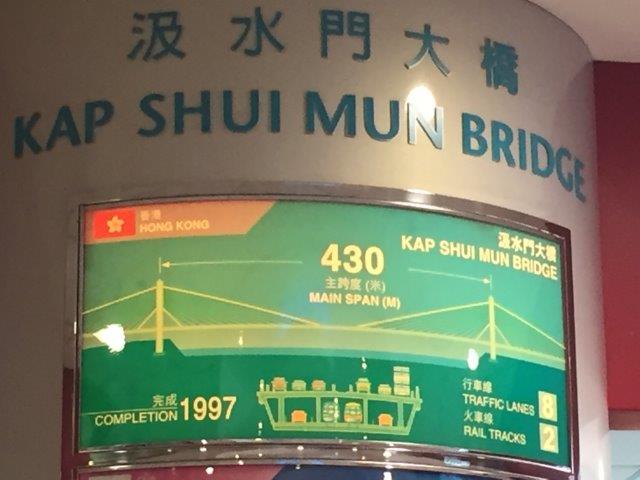 汲水門大橋
KAP SHUI MUN BRIDGE
香港
HONG KONG
汲水門大橋
KAP SHUI MUN BRIDGE
430
主跨度 (米)
MAIN SPAN (M)
完成
COMPLETION 1997
行車線
TRAFFIC LANES 8
火車線
RAIL TRACKS 2